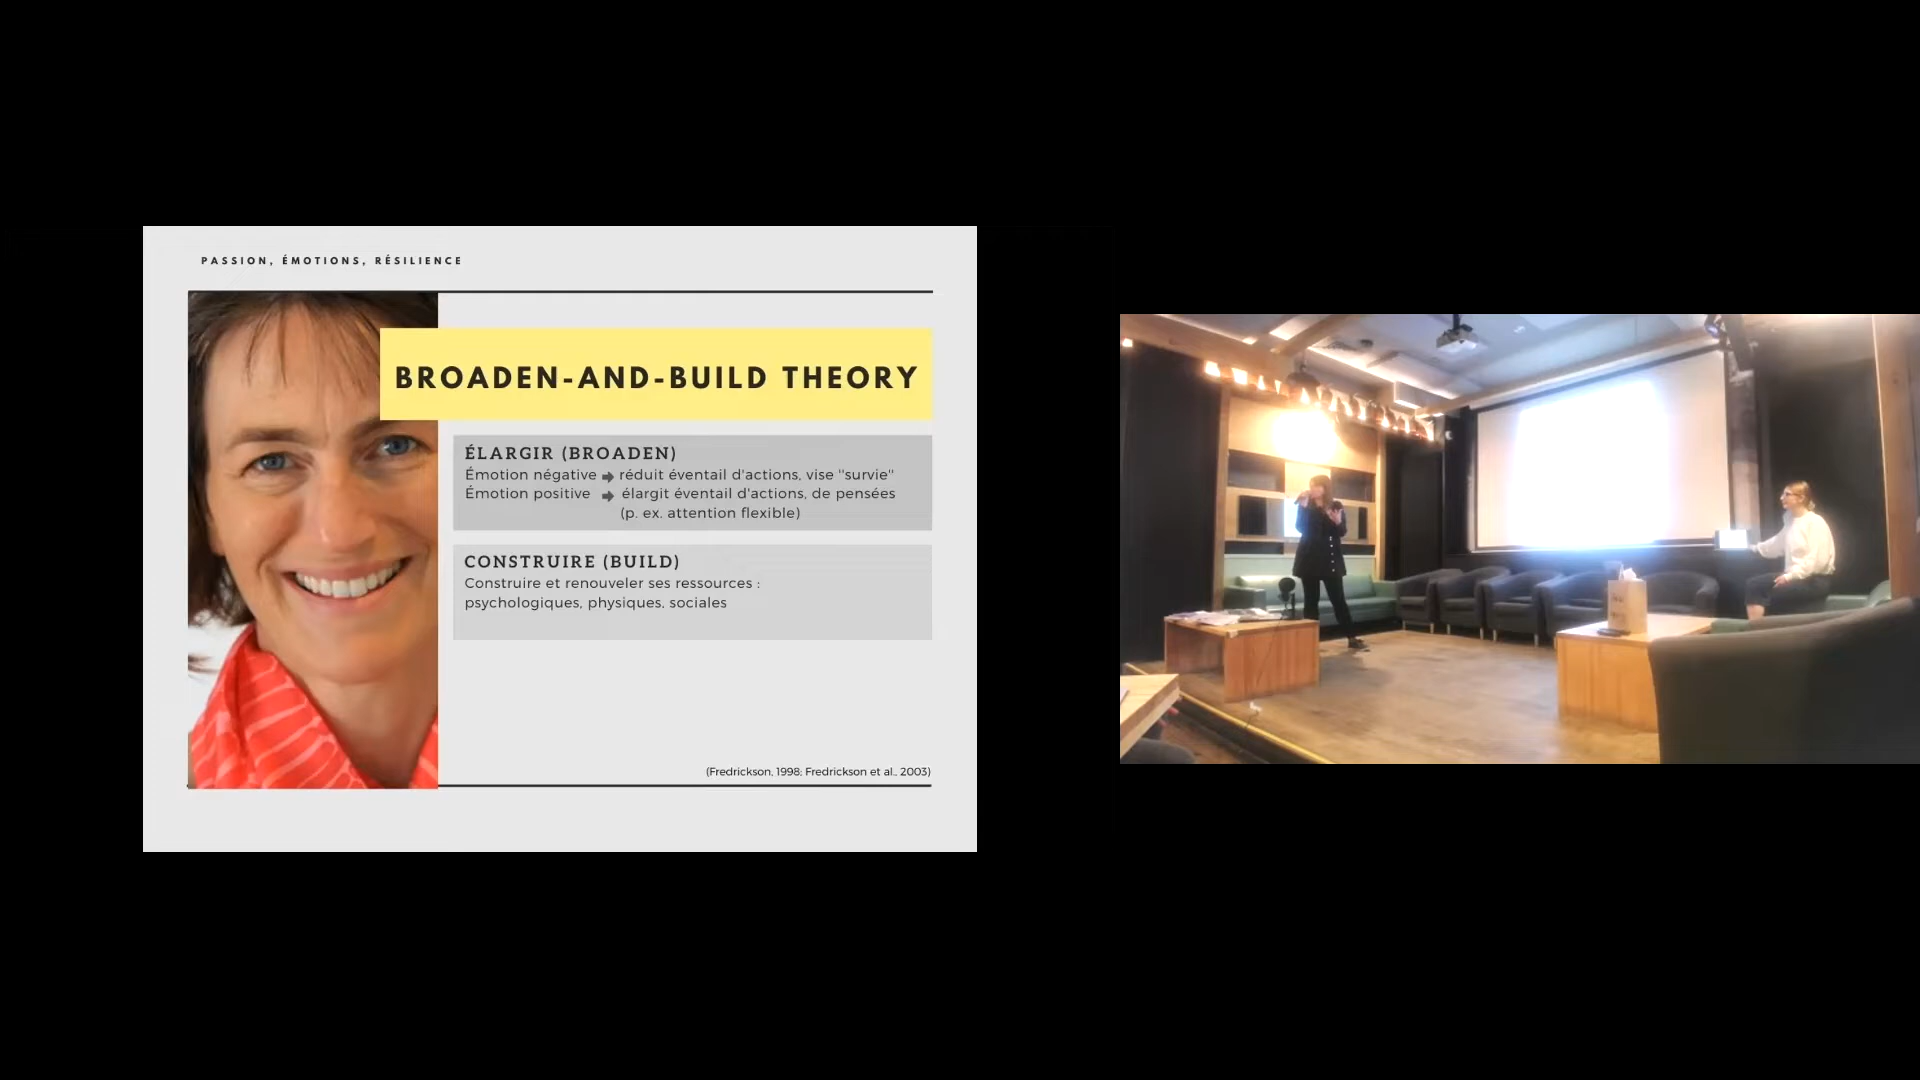 PASSION, ÉMOTIONS, RÉSILIENCE
BROADEN-AND-BUILD THEORY
ÉLARGIR (BROADEN)
Émotion négative ➡ réduit éventail d'actions, vise "survie"
Émotion positive ➡ élargit éventail d'actions, de pensées
(p. ex. attention flexible)
CONSTRUIRE (BUILD)
Construire et renouveler ses ressources :
psychologiques, physiques. sociales
(Fredrickson, 1998; Fredrickson et al.. 2003)